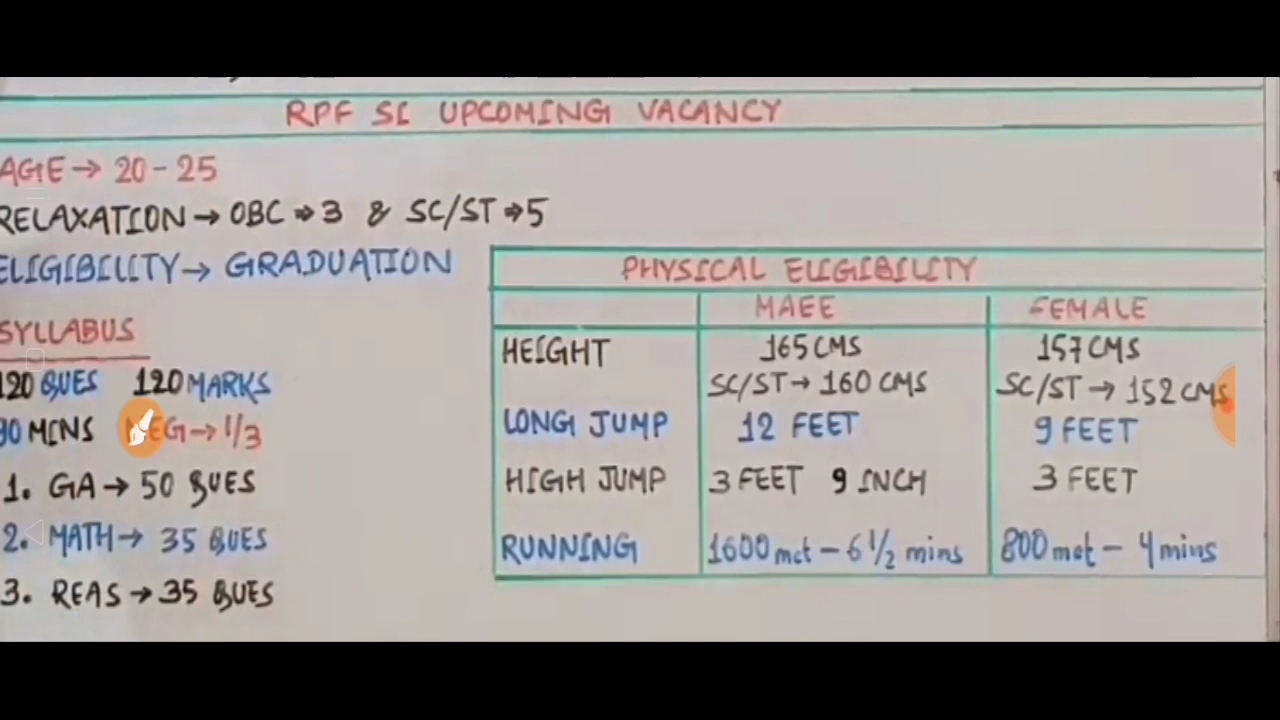 RPF SI UPCOMING VACANCY
AGE → 20 - 25
RELAXATION → OBC ⇒ 3 & SC/ST ⇒ 5
ELIGIBILITY → GRADUATION
SYLLABUS
120 QUES 120 MARKS
90 MINS NEG → 1/3
1. GA → 50 QUES
2. MATH → 35 QUES
3. REAS → 35 QUES
PHYSICAL ELIGIBILITY
MAEE FEMALE
HEIGHT 165 CMS 157 CMS
SC/ST → 160 CMS SC/ST → 152 CMS
LONG JUMP 12 FEET 9 FEET
HIGH JUMP 3 FEET 9 INCH 3 FEET
RUNNING 1600 met - 6 1/2 mins 800 met - 4 mins